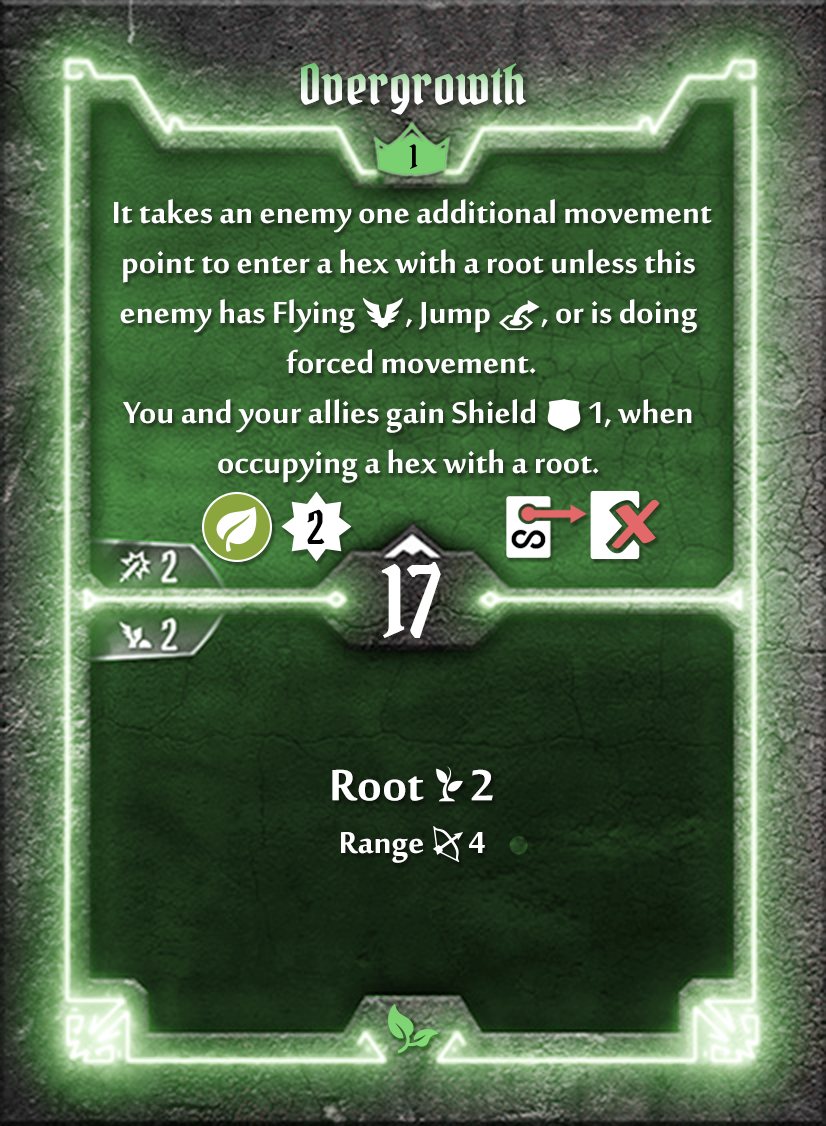 Overgrowth
1
It takes an enemy one additional movement
point to enter a hex with a root unless this
enemy has Flying , Jump , or is doing
forced movement.
You and your allies gain Shield 1, when
occupying a hex with a root.
2
2
17
2
Root 2
Range 4